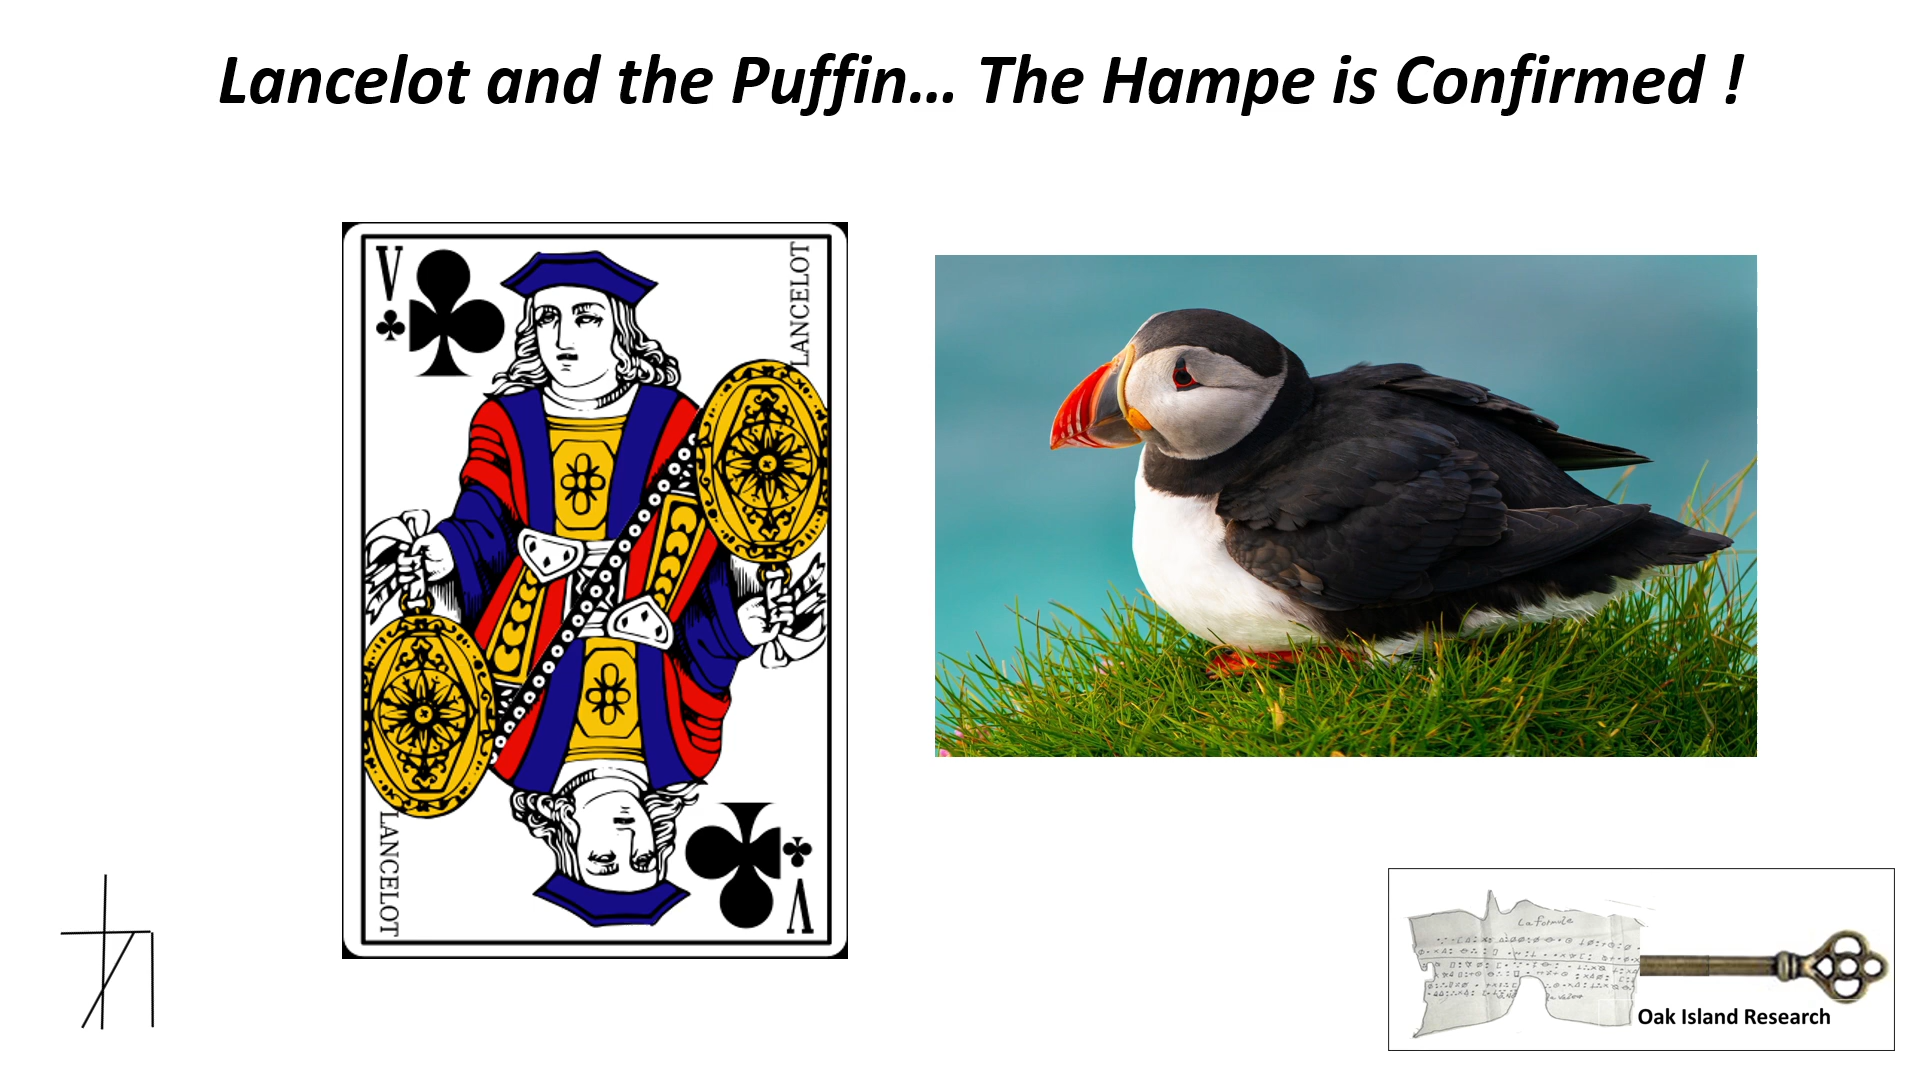 Lancelot and the Puffin... The Hampe is Confirmed !
V
LANCELOT
LANCELOT
V
La formule
Oak Island Research